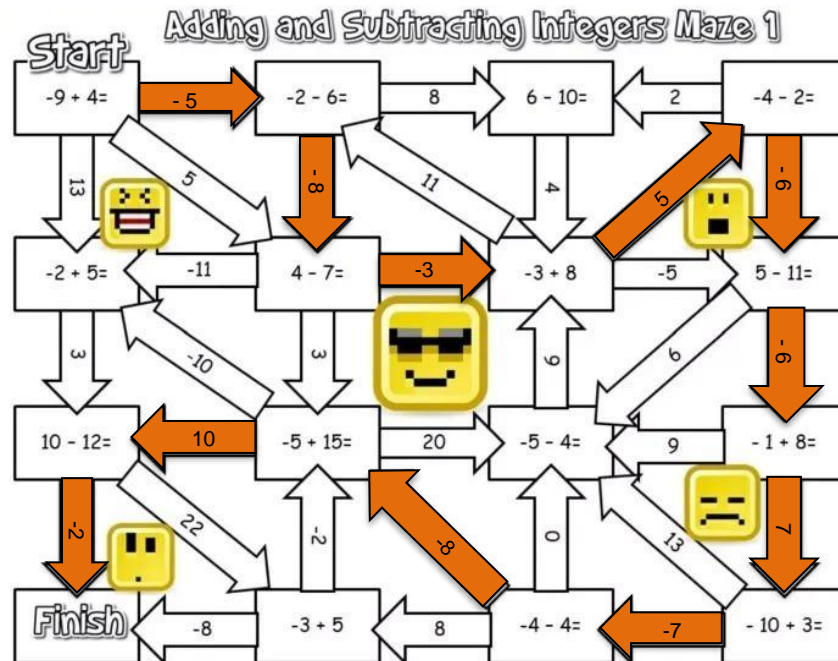 Adding and Subtracting Integers Maze 1
Start
-9 + 4= - 5 -2 - 6= 8 6 - 10= 2 -4 - 2=
13 5 -8 11 4 5 -6
-2 + 5= -11 4 - 7= -3 -3 + 8 -5 5 - 11=
3 -10 3 9 6 -6
10 - 12= 10 -5 + 15= 20 -5 - 4= 9 - 1 + 8=
-2 22 -2 -8 0 13 7
Finish -8 -3 + 5 8 -4 - 4= -7 - 10 + 3=